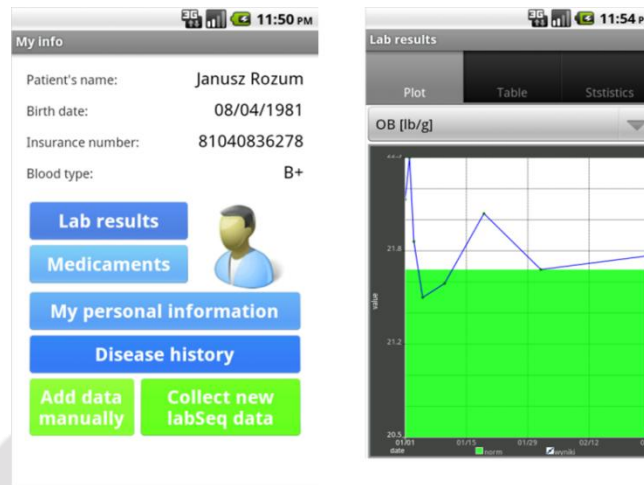 3G 11:50 PM
My info
Patient's name: Janusz Rozum
Birth date: 08/04/1981
Insurance number: 81040836278
Blood type: B+
Lab results
Medicaments
My personal information
Disease history
Add data
manually
Collect new
labSeq data
3G 11:54 P
Lab results
Plot Table Ststistics
OB [lb/g]
21.8
value
21.2
20.5
01/01 01/15 01/29 02/12
date norm wyniki